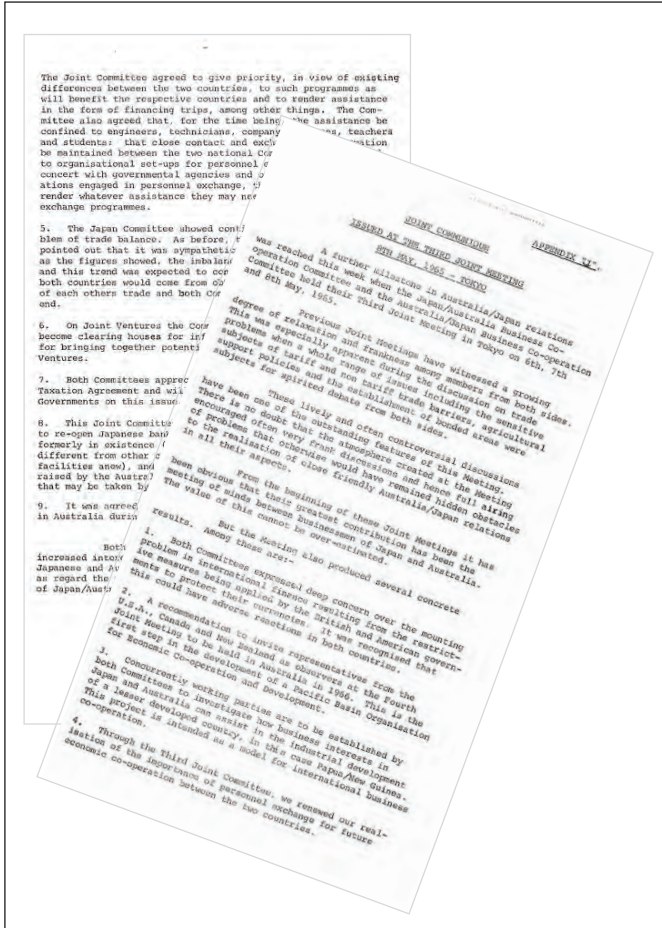 JOINT COMMUNIQUE
APPENDIX "J".
ISSUED AT THE THIRD JOINT MEETING
8TH MAY, 1965 - TOKYO
A further milestone in Australia/Japan relations
was reached this week when the Japan/Australia Business Co-
operation Committee and the Australia/Japan Business Co-operation
Committee held their Third Joint Meeting in Tokyo on 6th, 7th
and 8th May, 1965.
Previous Joint Meetings have witnessed a growing
degree of relaxation and frankness among members from both sides.
This was especially apparent during the discussion on trade
problems when a whole range of issues including the sensitive
subjects of tariff and non tariff trade barriers, agricultural
support policies and the establishment of bonded areas were
subjects for spirited debate from both sides.
These lively and often controversial discussions
have been one of the outstanding features of this Meeting.
There is no doubt that the atmosphere created at the Meeting
encouraged often very frank discussions and hence full airing
of problems that otherwise would have remained hidden obstacles
to the realisation of close friendly Australia/Japan relations
in all their aspects.
From the beginning of these Joint Meetings it has
been obvious that their greatest contribution has been the
meeting of minds between businessmen of Japan and Australia.
The value of this cannot be over-estimated.
But the Meeting also produced several concrete
results. Among these are:-
1. Both Committees expressed deep concern over the mounting
problem in international finance resulting from the restrict-
ive measures being applied by the British and American govern-
ments to protect their currencies. It was recognised that
this could have adverse reactions in both countries.
2. A recommendation to invite representatives from the
U.S.A., Canada and New Zealand as observers at the Fourth
Joint Meeting to be held in Australia in 1966. This is the
first step in the development of a Pacific Basin Organisation
for Economic Co-operation and Development.
3. Concurrently working parties are to be established by
both Committees to investigate how business interests in
Japan and Australia can assist in the industrial development
of a lesser developed country, in this case Papua/New Guinea.
This project is intended as a model for international business
co-operation.
4. Through the Third Joint Committee, we renewed our real-
isation of the importance of personnel exchange for future
economic co-operation between the two countries.
The Joint Committee agreed to give priority, in view of existing
differences between the two countries, to such programmes as
will benefit the respective countries and to render assistance
in the form of financing trips, among other things. The Com-
mittee also agreed that, for the time being, the assistance be
confined to engineers, technicians, company teachers
and students: that close contact and
be maintained between the two national
to organisational set-ups for personnel
concert with governmental agencies and
ations engaged in personnel exchange,
render whatever assistance they may
exchange programmes.
5. The Japan Committee showed
blem of trade balance. As before,
pointed out that it was sympathetic
as the figures showed, the
and this trend was expected to
both countries would come from
of each others trade and both
end.
6. On Joint Ventures the
become clearing houses for
for bringing together
Ventures.
7. Both Committees
Taxation Agreement and
Governments on this issue
8. This Joint
to re-open Japanese
formerly in existence
different from other
facilities anew), and
raised by the
that may be taken by
9. It was agreed
in Australia
Both
increased
Japanese and
as regard the
of